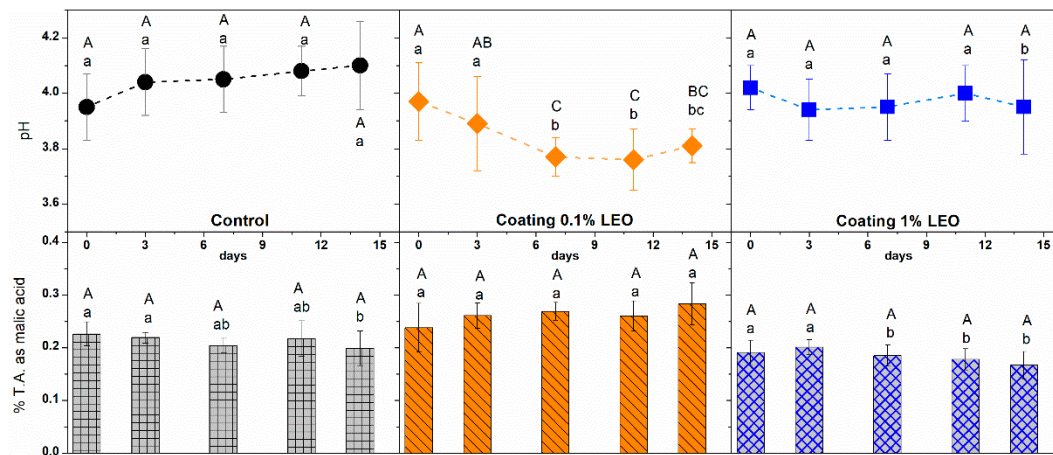 pH
4.2
4.0
3.8
3.6
A
a
A
a
A
a
A
a
A
a
Control
A
a
AB
a
C
b
C
b
BC
bc
Coating 0.1% LEO
A
a
A
a
A
a
A
a
A
b
Coating 1% LEO
0 3 6 9 12 15
days
0 3 6 9 12 15
days
0 3 6 9 12 15
days
% T.A. as malic acid
0.4
0.3
0.2
0.1
0.0
A
a
A
a
A
ab
A
ab
A
b
A
a
A
a
A
a
A
a
A
a
A
a
A
a
A
b
A
b
A
b